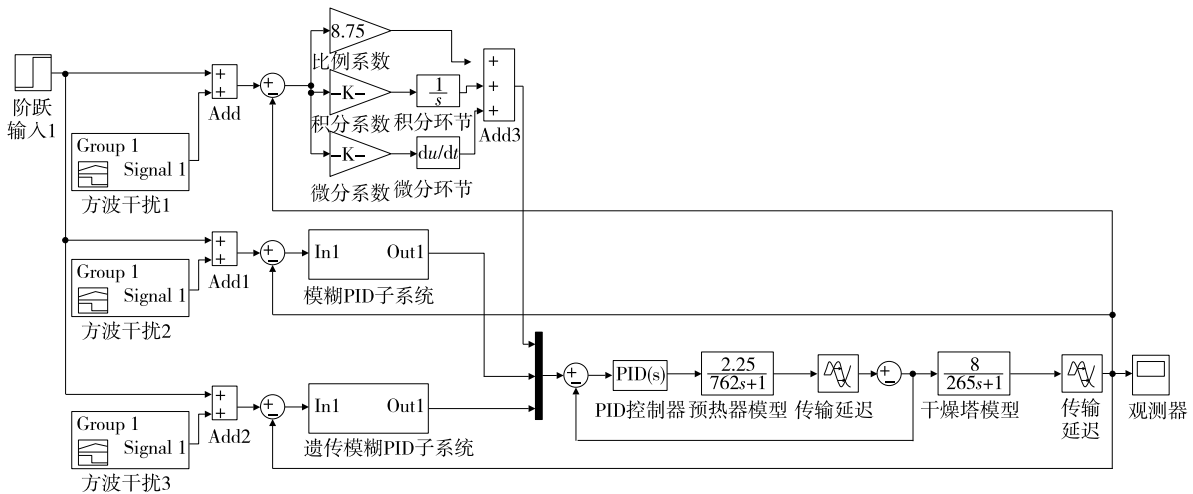 阶跃
输入1
Group 1
Signal 1
方波干扰1
+
+
Add
+
−
8.75
比例系数
−K−
积分系数
1
s
积分环节
−K−
微分系数
du/dt
微分环节
+
+
+
Add3
Group 1
Signal 1
方波干扰2
+
+
Add1
+
−
In1 Out1
模糊PID子系统
Group 1
Signal 1
方波干扰3
+
+
Add2
+
−
In1 Out1
遗传模糊PID子系统
+
−
PID(s)
PID控制器
2.25
762s+1
预热器模型
传输延迟
+
−
8
265s+1
干燥塔模型
传输
延迟
观测器